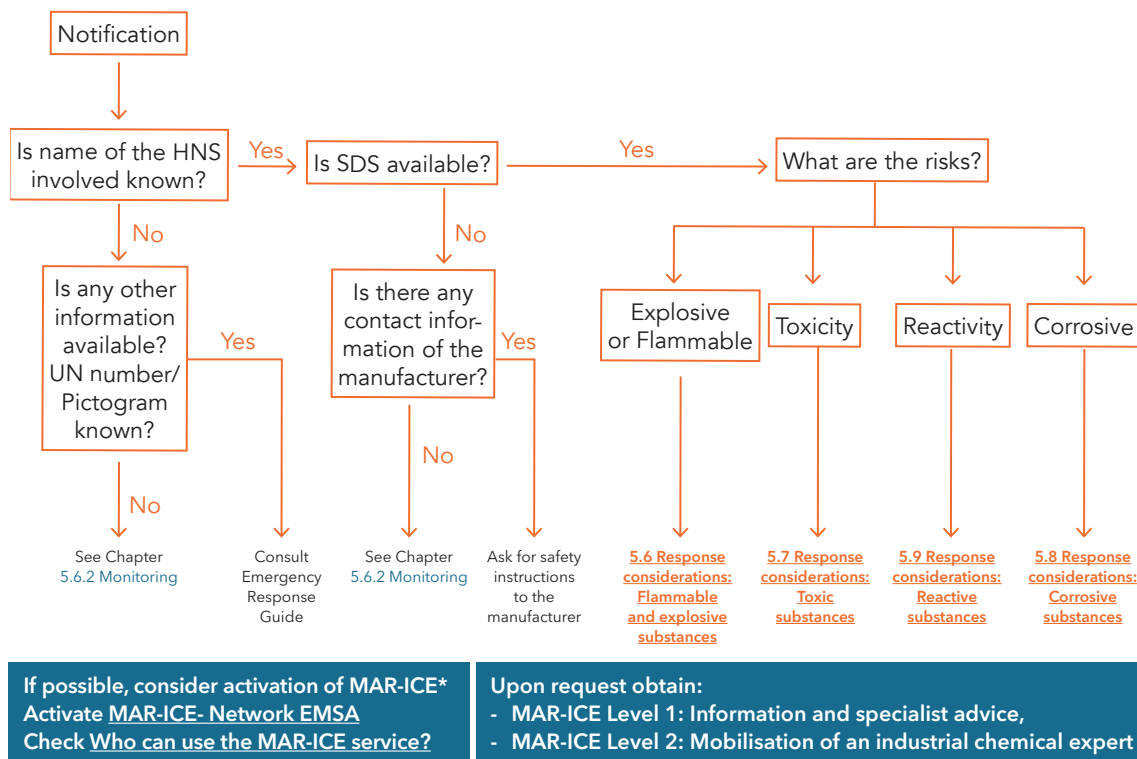 Notification
Is name of the HNS
involved known?
Yes
Is SDS available?
Yes
What are the risks?
No
No
Is any other
information
available?
UN number/
Pictogram
known?
Yes
Is there any
contact infor-
mation of the
manufacturer?
Yes
Explosive
or Flammable
Toxicity
Reactivity
Corrosive
No
No
See Chapter
5.6.2 Monitoring
Consult
Emergency
Response
Guide
See Chapter
5.6.2 Monitoring
Ask for safety
instructions
to the
manufacturer
5.6 Response
considerations:
Flammable
and explosive
substances
5.7 Response
considerations:
Toxic
substances
5.9 Response
considerations:
Reactive
substances
5.8 Response
considerations:
Corrosive
substances
If possible, consider activation of MAR-ICE*
Activate MAR-ICE- Network EMSA
Check Who can use the MAR-ICE service?
Upon request obtain:
- MAR-ICE Level 1: Information and specialist advice,
- MAR-ICE Level 2: Mobilisation of an industrial chemical expert